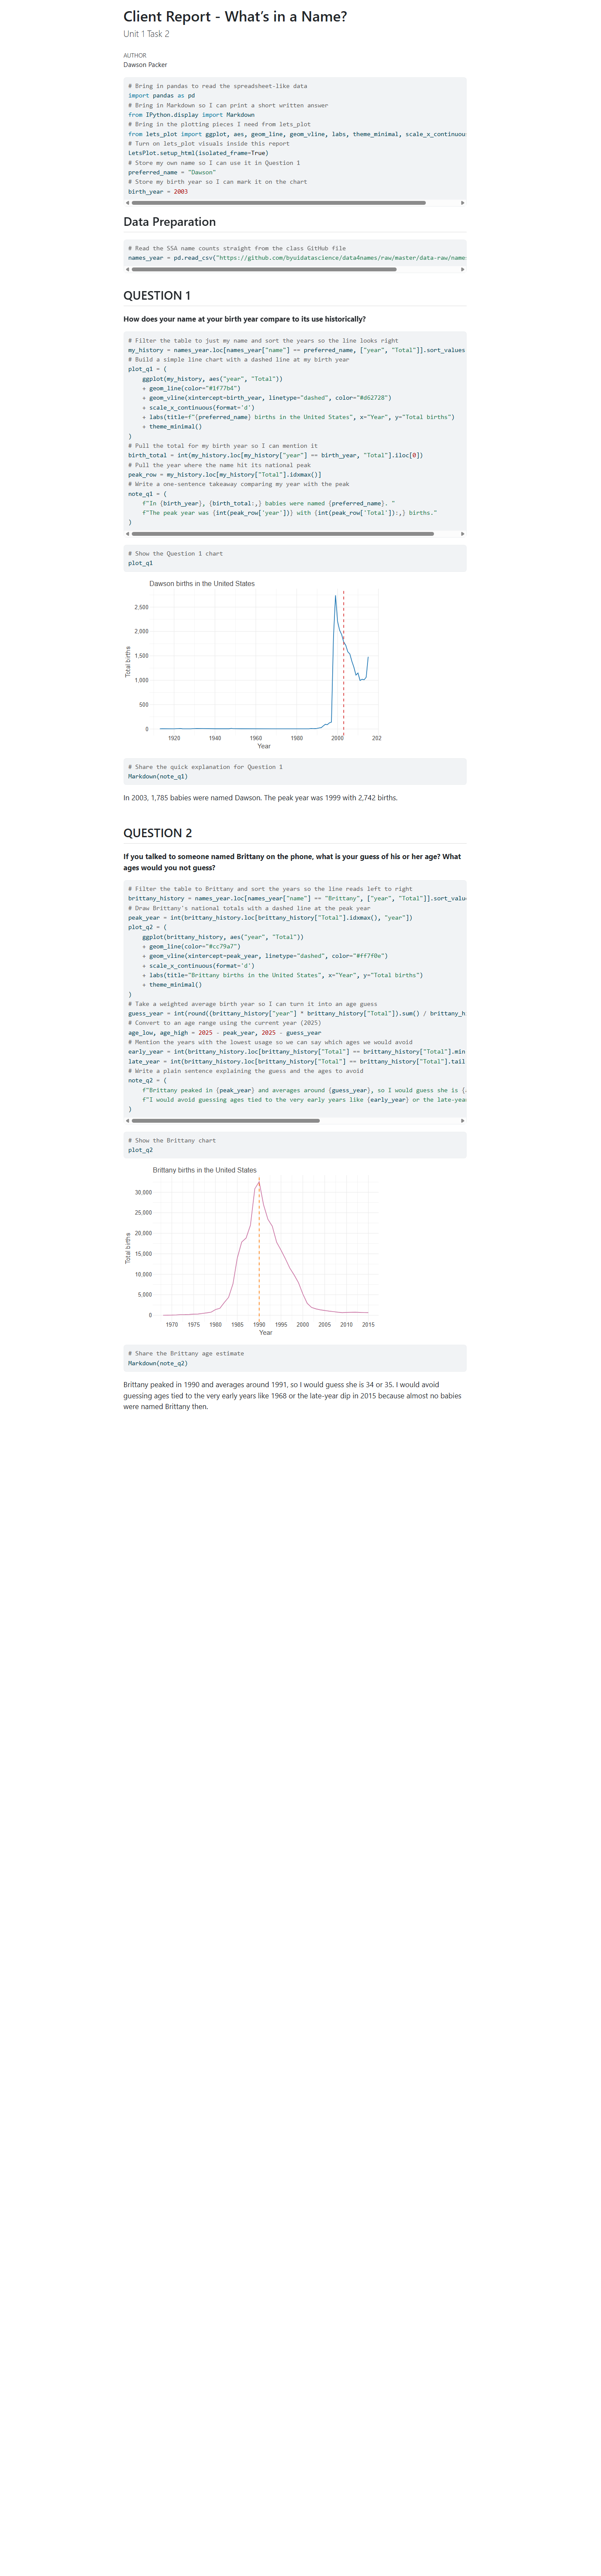 Client Report - What's in a Name?
Unit 1 Task 2
AUTHOR
Dawson Packer
# Bring in pandas to read the spreadsheet-like data
import pandas as pd
# Bring in Markdown so I can print a short written answer
from IPython.display import Markdown
# Bring in the plotting pieces I need from lets_plot
from lets_plot import ggplot, aes, geom_line, geom_vline, labs, theme_minimal, scale_x_continuou
# Turn on lets_plot visuals inside this report
LetsPlot.setup_html(isolated_frame=True)
# Store my own name so I can use it in Question 1
preferred_name = "Dawson"
# Store my birth year so I can mark it on the chart
birth_year = 2003
Data Preparation
# Read the SSA name counts straight from the class GitHub file
names_year = pd.read_csv("https://github.com/byuidatascience/data4names/raw/master/data-raw/name
QUESTION 1
How does your name at your birth year compare to its use historically?
# Filter the table to just my name and sort the years so the line looks right
my_history = names_year.loc[names_year["name"] == preferred_name, ["year", "Total"]].sort_values
# Build a simple line chart with a dashed line at my birth year
plot_q1 = (
    ggplot(my_history, aes("year", "Total"))
    + geom_line(color="#1f77b4")
    + geom_vline(xintercept=birth_year, linetype="dashed", color="#d62728")
    + scale_x_continuous(format='d')
    + labs(title=f"{preferred_name} births in the United States", x="Year", y="Total births")
    + theme_minimal()
)
# Pull the total for my birth year so I can mention it
birth_total = int(my_history.loc[my_history["year"] == birth_year, "Total"].iloc[0])
# Pull the year where the name hit its national peak
peak_row = my_history.loc[my_history["Total"].idxmax()]
# Write a one-sentence takeaway comparing my year with the peak
note_q1 = (
    f"In {birth_year}, {birth_total:,} babies were named {preferred_name}. "
    f"The peak year was {int(peak_row['year'])} with {int(peak_row['Total']):,} births."
)
# Show the Question 1 chart
plot_q1
Dawson births in the United States
2,500
2,000
1,500
1,000
500
0
Total births
1920 1940 1960 1980 2000 202
Year
# Share the quick explanation for Question 1
Markdown(note_q1)
In 2003, 1,785 babies were named Dawson. The peak year was 1999 with 2,742 births.
QUESTION 2
If you talked to someone named Brittany on the phone, what is your guess of his or her age? What
ages would you not guess?
# Filter the table to Brittany and sort the years so the line reads left to right
brittany_history = names_year.loc[names_year["name"] == "Brittany", ["year", "Total"]].sort_valu
# Draw Brittany's national totals with a dashed line at the peak year
peak_year = int(brittany_history.loc[brittany_history["Total"].idxmax(), "year"])
plot_q2 = (
    ggplot(brittany_history, aes("year", "Total"))
    + geom_line(color="#cc79a7")
    + geom_vline(xintercept=peak_year, linetype="dashed", color="#ff7f0e")
    + scale_x_continuous(format='d')
    + labs(title="Brittany births in the United States", x="Year", y="Total births")
    + theme_minimal()
)
# Take a weighted average birth year so I can turn it into an age guess
guess_year = int(round((brittany_history["year"] * brittany_history["Total"]).sum() / brittany_h
# Convert to an age range using the current year (2025)
age_low, age_high = 2025 - peak_year, 2025 - guess_year
# Mention the years with the lowest usage so we can say which ages we would avoid
early_year = int(brittany_history.loc[brittany_history["Total"] == brittany_history["Total"].min
late_year = int(brittany_history.loc[brittany_history["Total"] == brittany_history["Total"].tail
# Write a plain sentence explaining the guess and the ages to avoid
note_q2 = (
    f"Brittany peaked in {peak_year} and averages around {guess_year}, so I would guess she is {
    f"I would avoid guessing ages tied to the very early years like {early_year} or the late-yea
)
# Show the Brittany chart
plot_q2
Brittany births in the United States
30,000
25,000
20,000
15,000
10,000
5,000
0
Total births
1970 1975 1980 1985 1990 1995 2000 2005 2010 2015
Year
# Share the Brittany age estimate
Markdown(note_q2)
Brittany peaked in 1990 and averages around 1991, so I would guess she is 34 or 35. I would avoid
guessing ages tied to the very early years like 1968 or the late-year dip in 2015 because almost no babies
were named Brittany then.